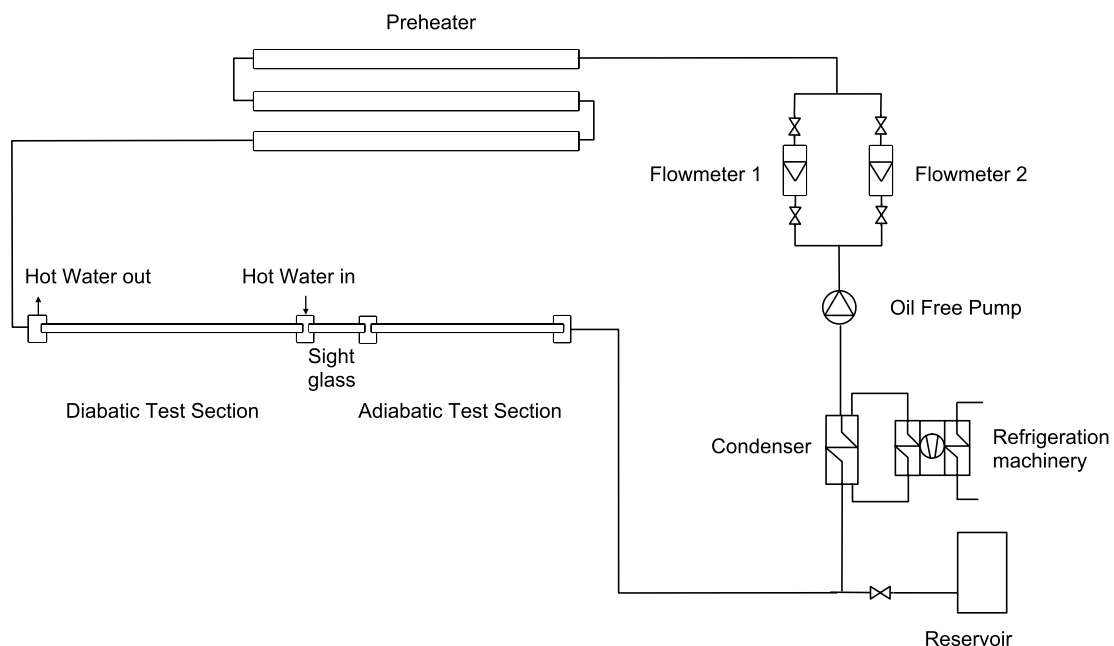 Preheater
Flowmeter 1
Flowmeter 2
Hot Water out
Hot Water in
Oil Free Pump
Sight
glass
Diabatic Test Section
Adiabatic Test Section
Condenser
Refrigeration
machinery
Reservoir